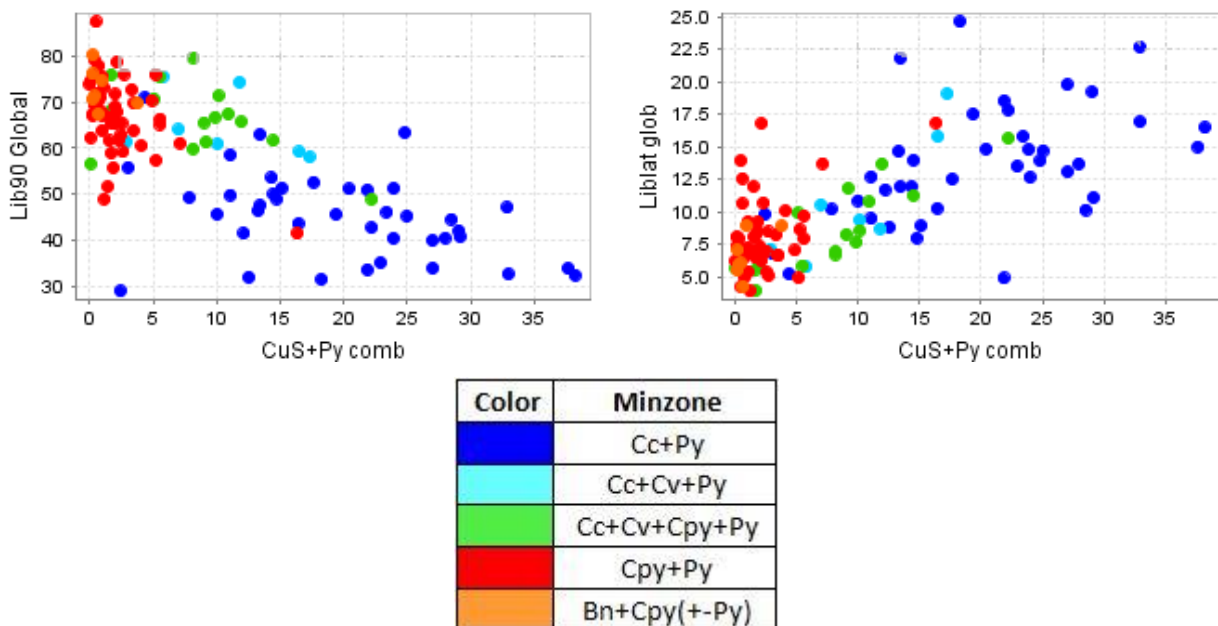 Lib90 Global
80
70
60
50
40
30
0 5 10 15 20 25 30 35
CuS+Py comb
Liblat glob
25.0
22.5
20.0
17.5
15.0
12.5
10.0
7.5
5.0
0 5 10 15 20 25 30 35
CuS+Py comb
Color Minzone
Cc+Py
Cc+Cv+Py
Cc+Cv+Cpy+Py
Cpy+Py
Bn+Cpy(+-Py)